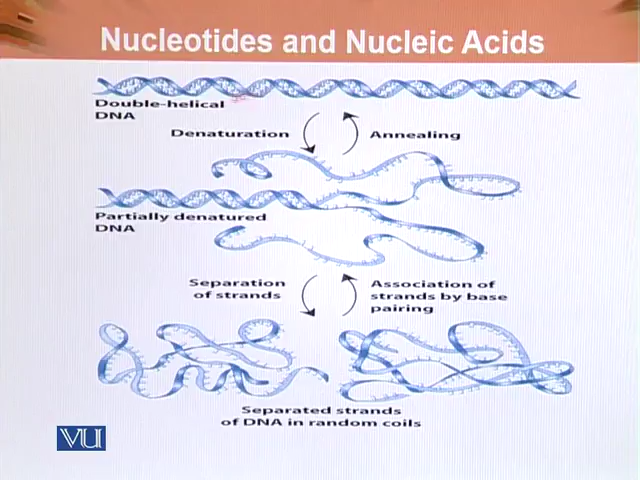 Nucleotides and Nucleic Acids
Double-helical
DNA
Denaturation
Annealing
Partially denatured
DNA
Separation
of strands
Association of
strands by base
pairing
Separated strands
of DNA in random coils
VU